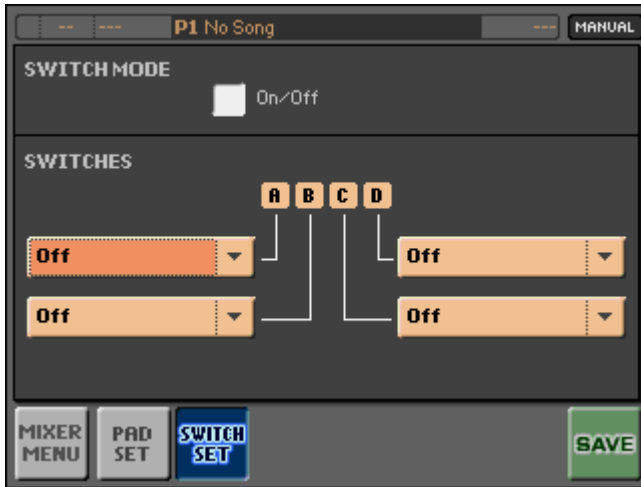 -- --- P1 No Song --- MANUAL
SWITCH MODE
On/Off
SWITCHES
A B C D
Off Off
Off Off
MIXER MENU
PAD SET
SWITCH SET
SAVE